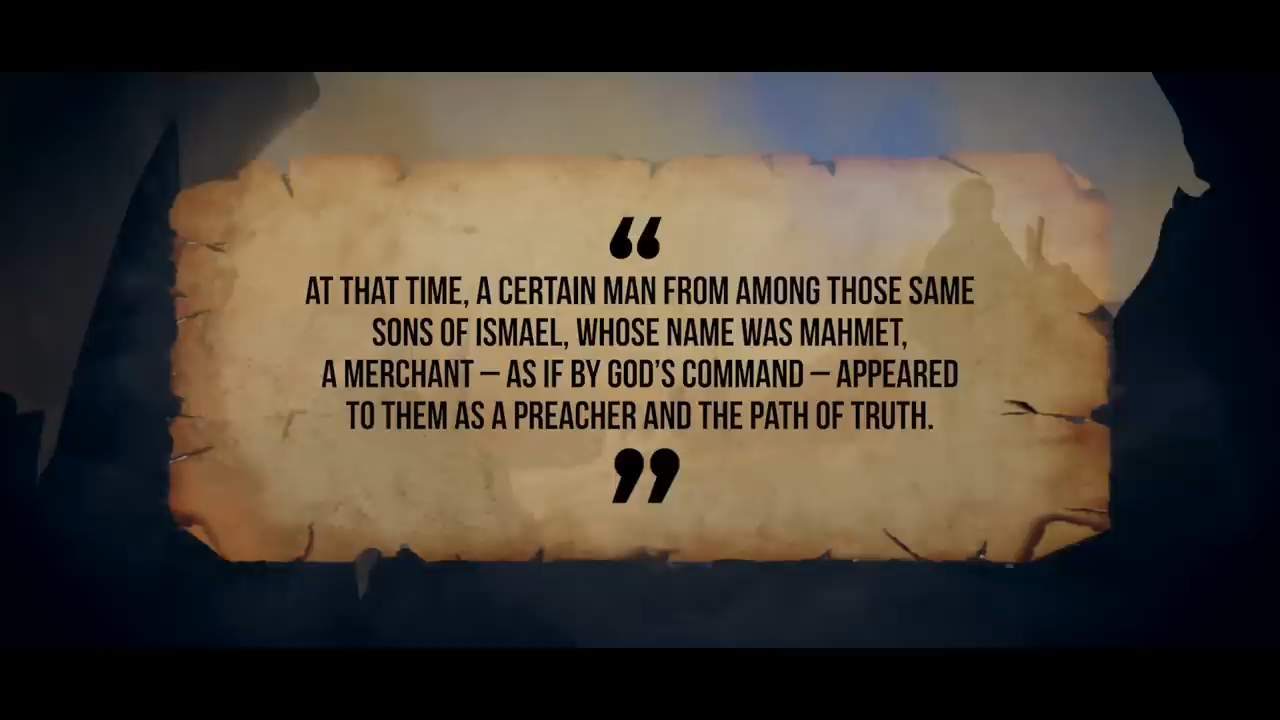 “
AT THAT TIME, A CERTAIN MAN FROM AMONG THOSE SAME
SONS OF ISMAEL, WHOSE NAME WAS MAHMET,
A MERCHANT – AS IF BY GOD’S COMMAND – APPEARED
TO THEM AS A PREACHER AND THE PATH OF TRUTH.
”